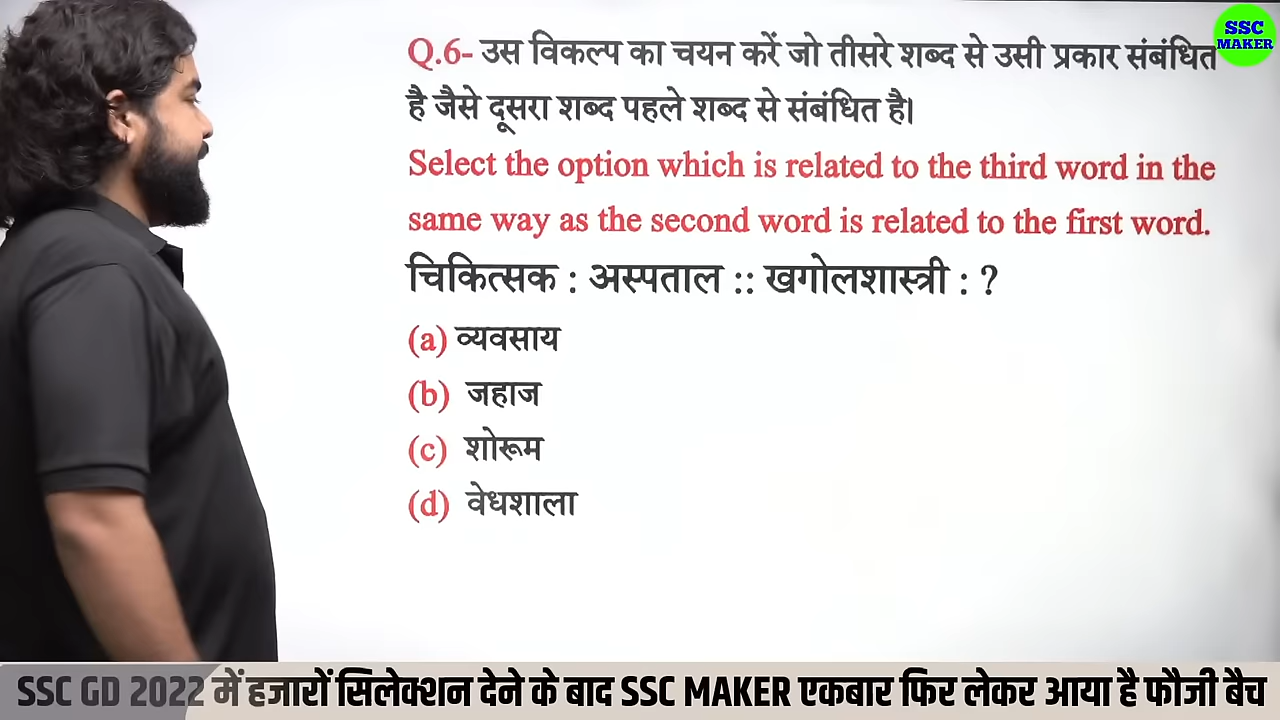 Q.6- उस विकल्प का चयन करें जो तीसरे शब्द से उसी प्रकार संबंधित
है जैसे दूसरा शब्द पहले शब्द से संबंधित है।
Select the option which is related to the third word in the
same way as the second word is related to the first word.
चिकित्सक : अस्पताल :: खगोलशास्त्री : ?
(a) व्यवसाय
(b) जहाज
(c) शोरूम
(d) वेधशाला
SSC
MAKER
SSC GD 2022 में हजारों सिलेक्शन देने के बाद SSC MAKER एकबार फिर लेकर आया है फौजी बैच